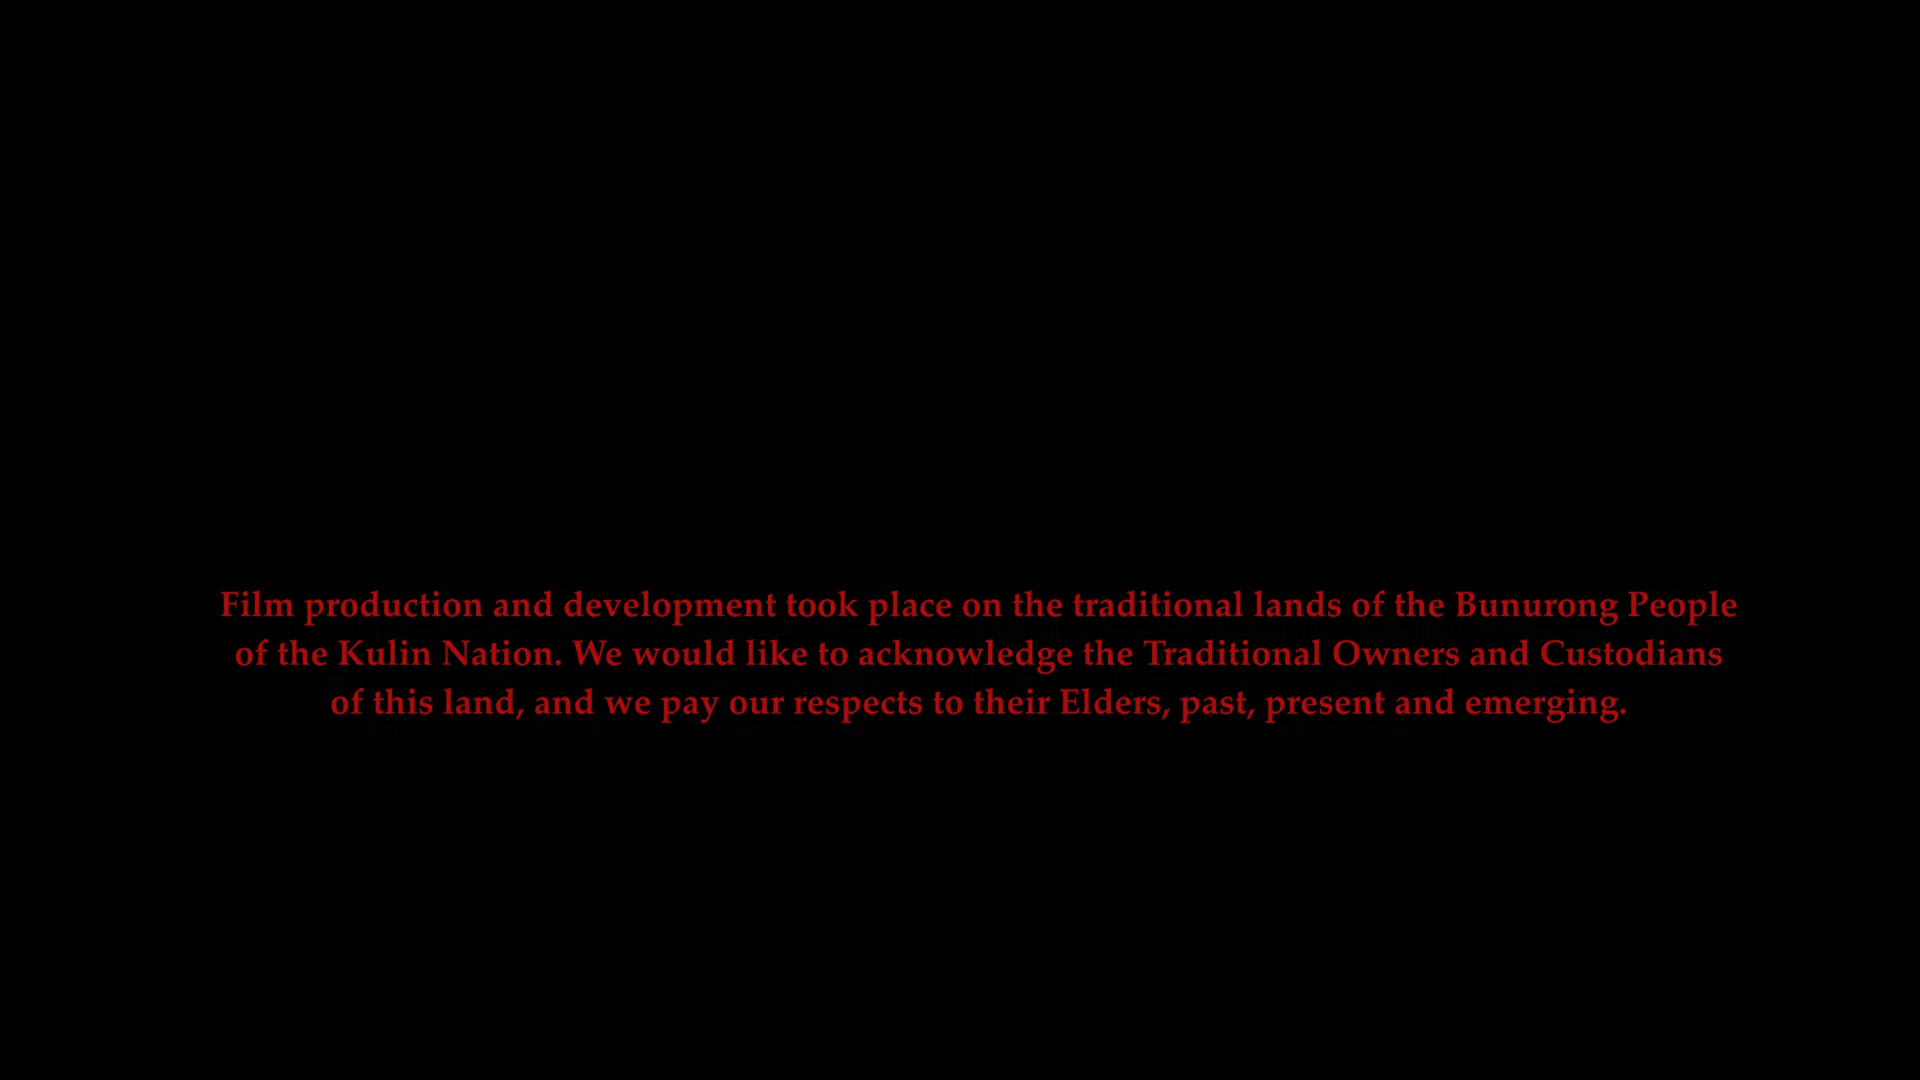 Film production and development took place on the traditional lands of the Bunurong People
of the Kulin Nation. We would like to acknowledge the Traditional Owners and Custodians
of this land, and we pay our respects to their Elders, past, present and emerging.